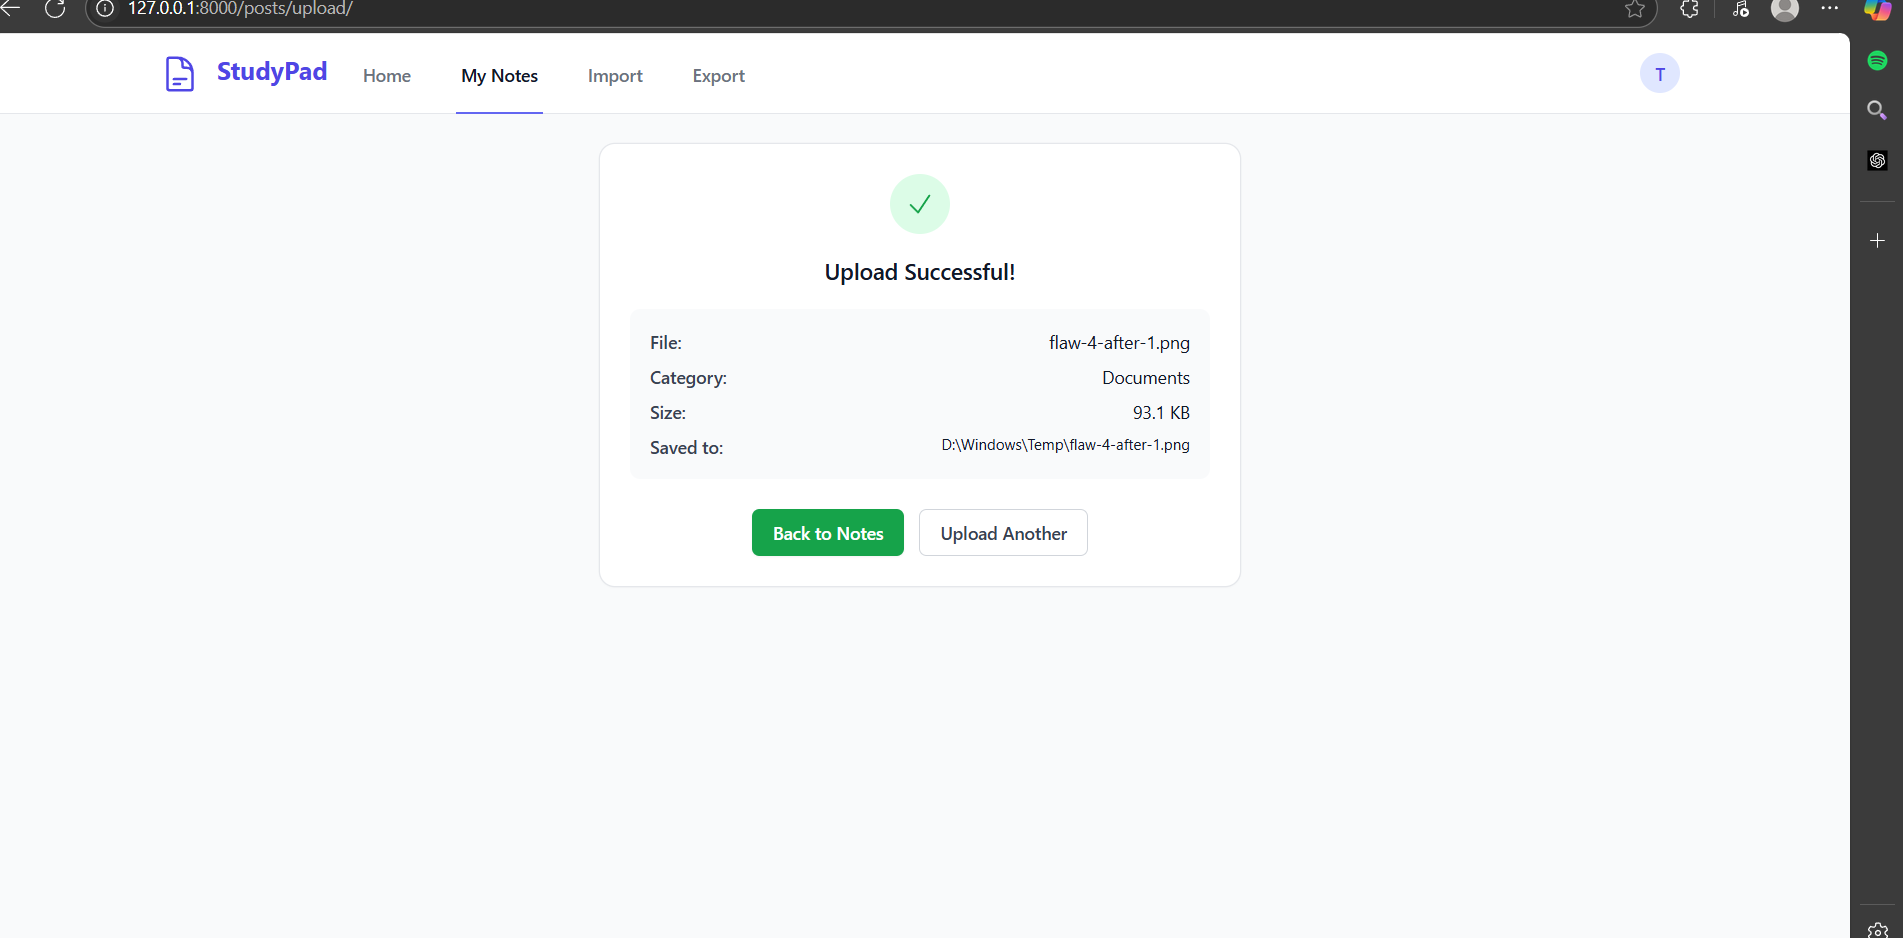 127.0.0.1:8000/posts/upload/
StudyPad Home My Notes Import Export T
Upload Successful!
File: flaw-4-after-1.png
Category: Documents
Size: 93.1 KB
Saved to: D:\Windows\Temp\flaw-4-after-1.png
Back to Notes Upload Another